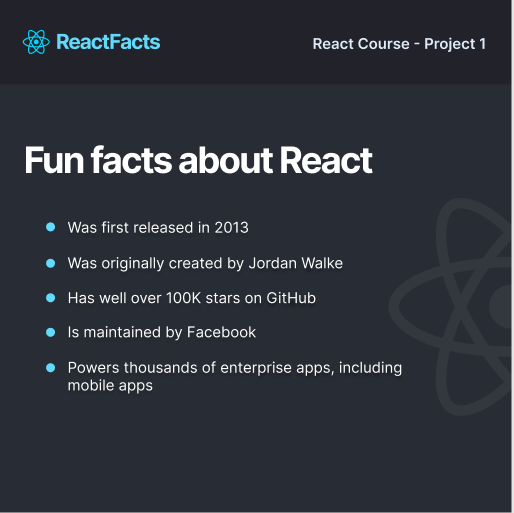 ReactFacts
React Course - Project 1
Fun facts about React
Was first released in 2013
Was originally created by Jordan Walke
Has well over 100K stars on GitHub
Is maintained by Facebook
Powers thousands of enterprise apps, including
mobile apps